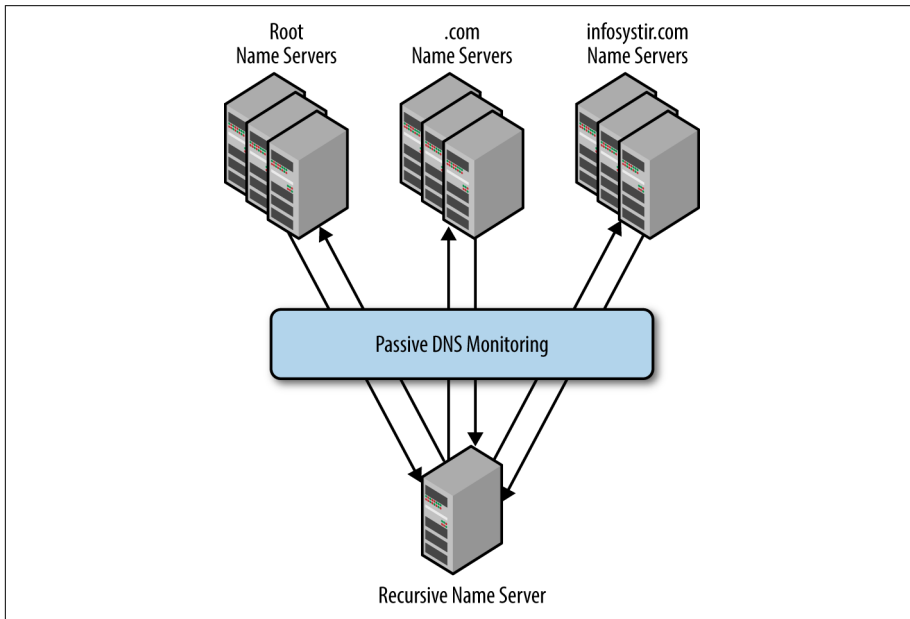 Root
Name Servers
.com
Name Servers
infosystir.com
Name Servers
Passive DNS Monitoring
Recursive Name Server